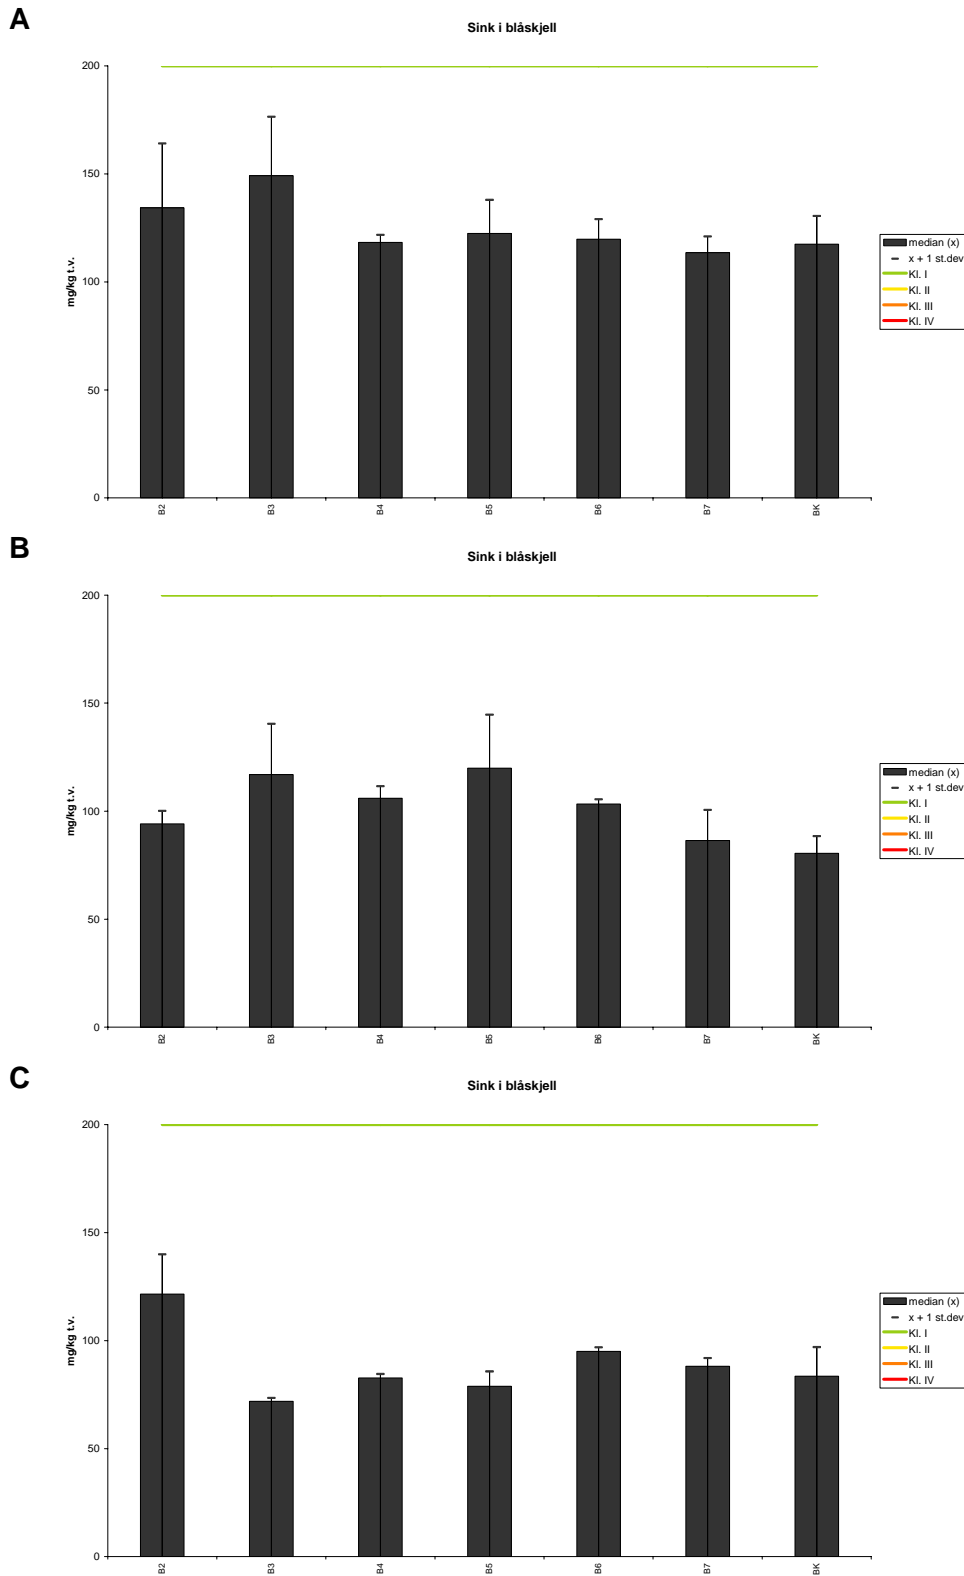 A
Sink i blåskjell
200
150
100
50
0
mg/kg t.v.
B2
B3
B4
B5
B6
B7
BK
median (x)
x + 1 st.dev
Kl. I
Kl. II
Kl. III
Kl. IV
B
Sink i blåskjell
200
150
100
50
0
mg/kg t.v.
B2
B3
B4
B5
B6
B7
BK
median (x)
x + 1 st.dev
Kl. I
Kl. II
Kl. III
Kl. IV
C
Sink i blåskjell
200
150
100
50
0
mg/kg t.v.
B2
B3
B4
B5
B6
B7
BK
median (x)
x + 1 st.dev
Kl. I
Kl. II
Kl. III
Kl. IV